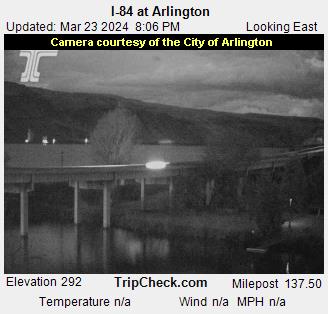 I-84 at Arlington
Updated: Mar 23 2024 8:06 PM Looking East
Camera courtesy of the City of Arlington
Elevation 292 TripCheck.com Milepost 137.50
Temperature n/a Wind n/a MPH n/a